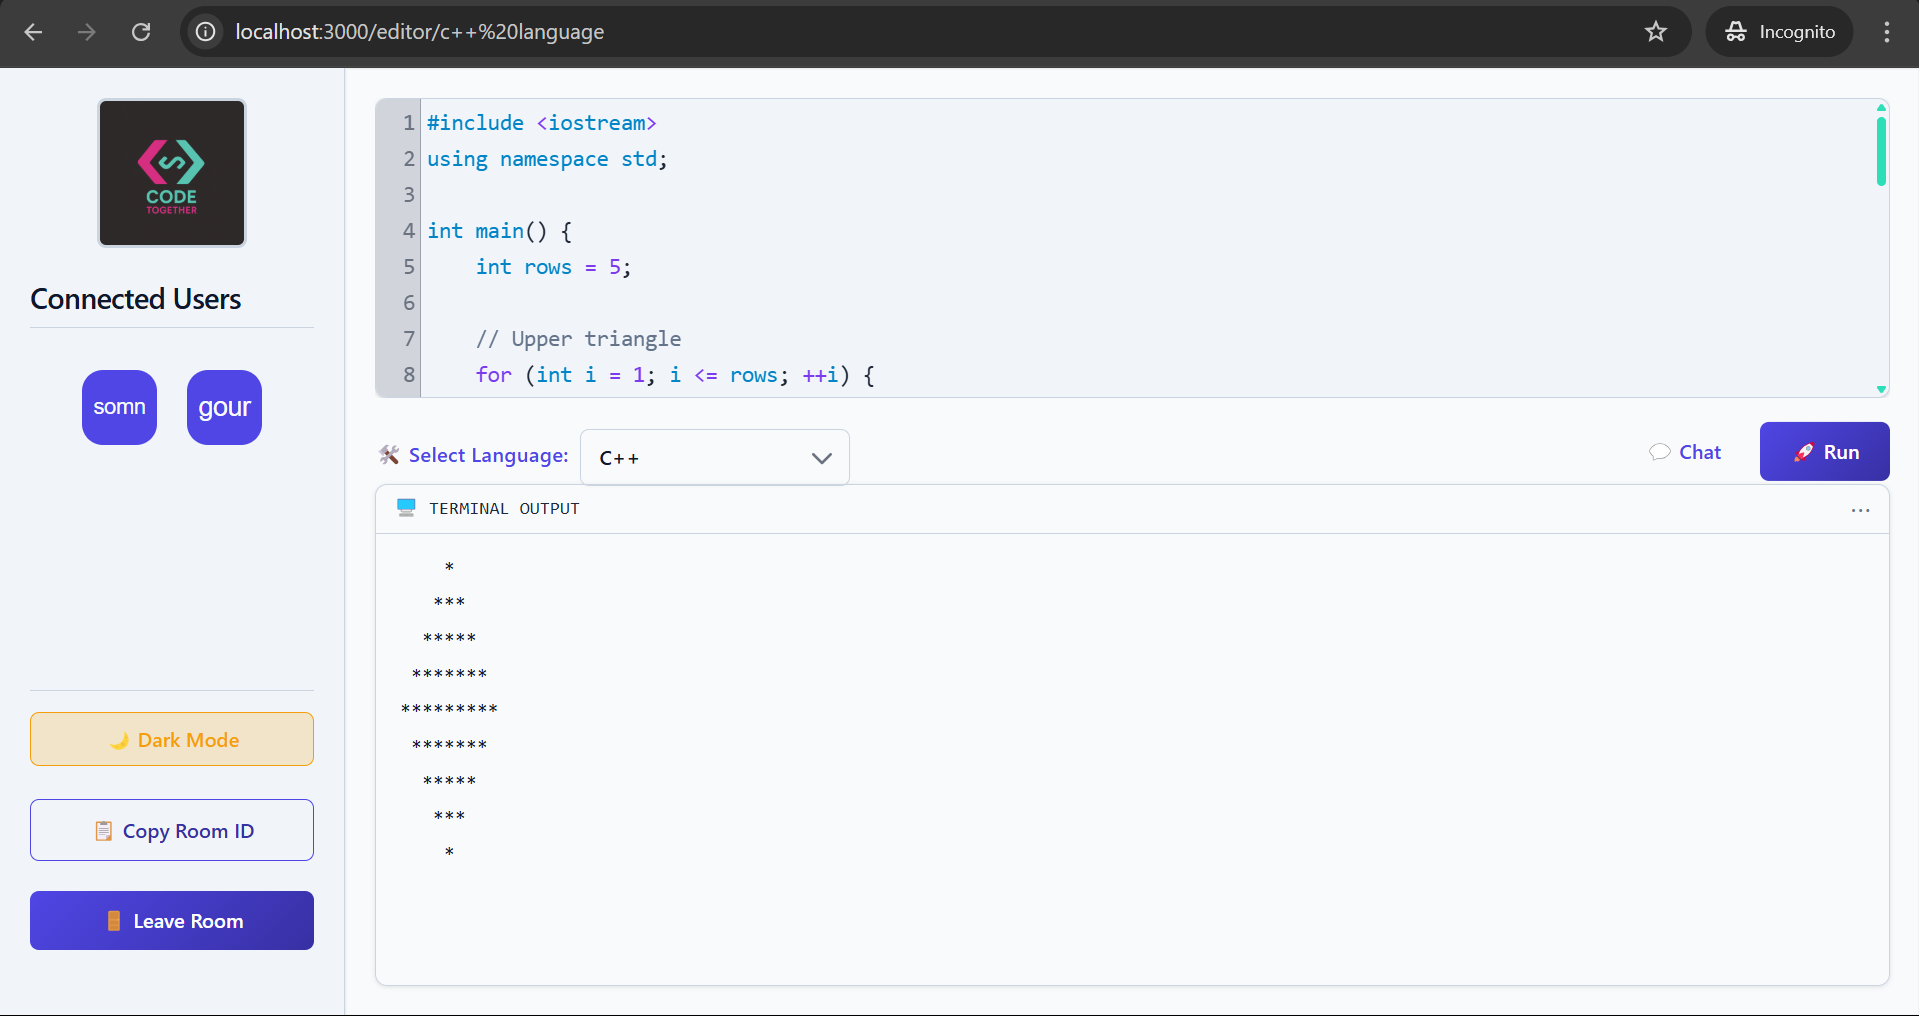 localhost:3000/editor/c++%20language
Incognito
CODE
TOGETHER
Connected Users
somn
gour
🌙 Dark Mode
📋 Copy Room ID
🚪 Leave Room
1 #include <iostream>
2 using namespace std;
3
4 int main() {
5     int rows = 5;
6
7     // Upper triangle
8     for (int i = 1; i <= rows; ++i) {
🛠 Select Language: C++
💬 Chat
🚀 Run
🖥 TERMINAL OUTPUT ...
    *
   ***
  *****
 *******
*********
 *******
  *****
   ***
    *